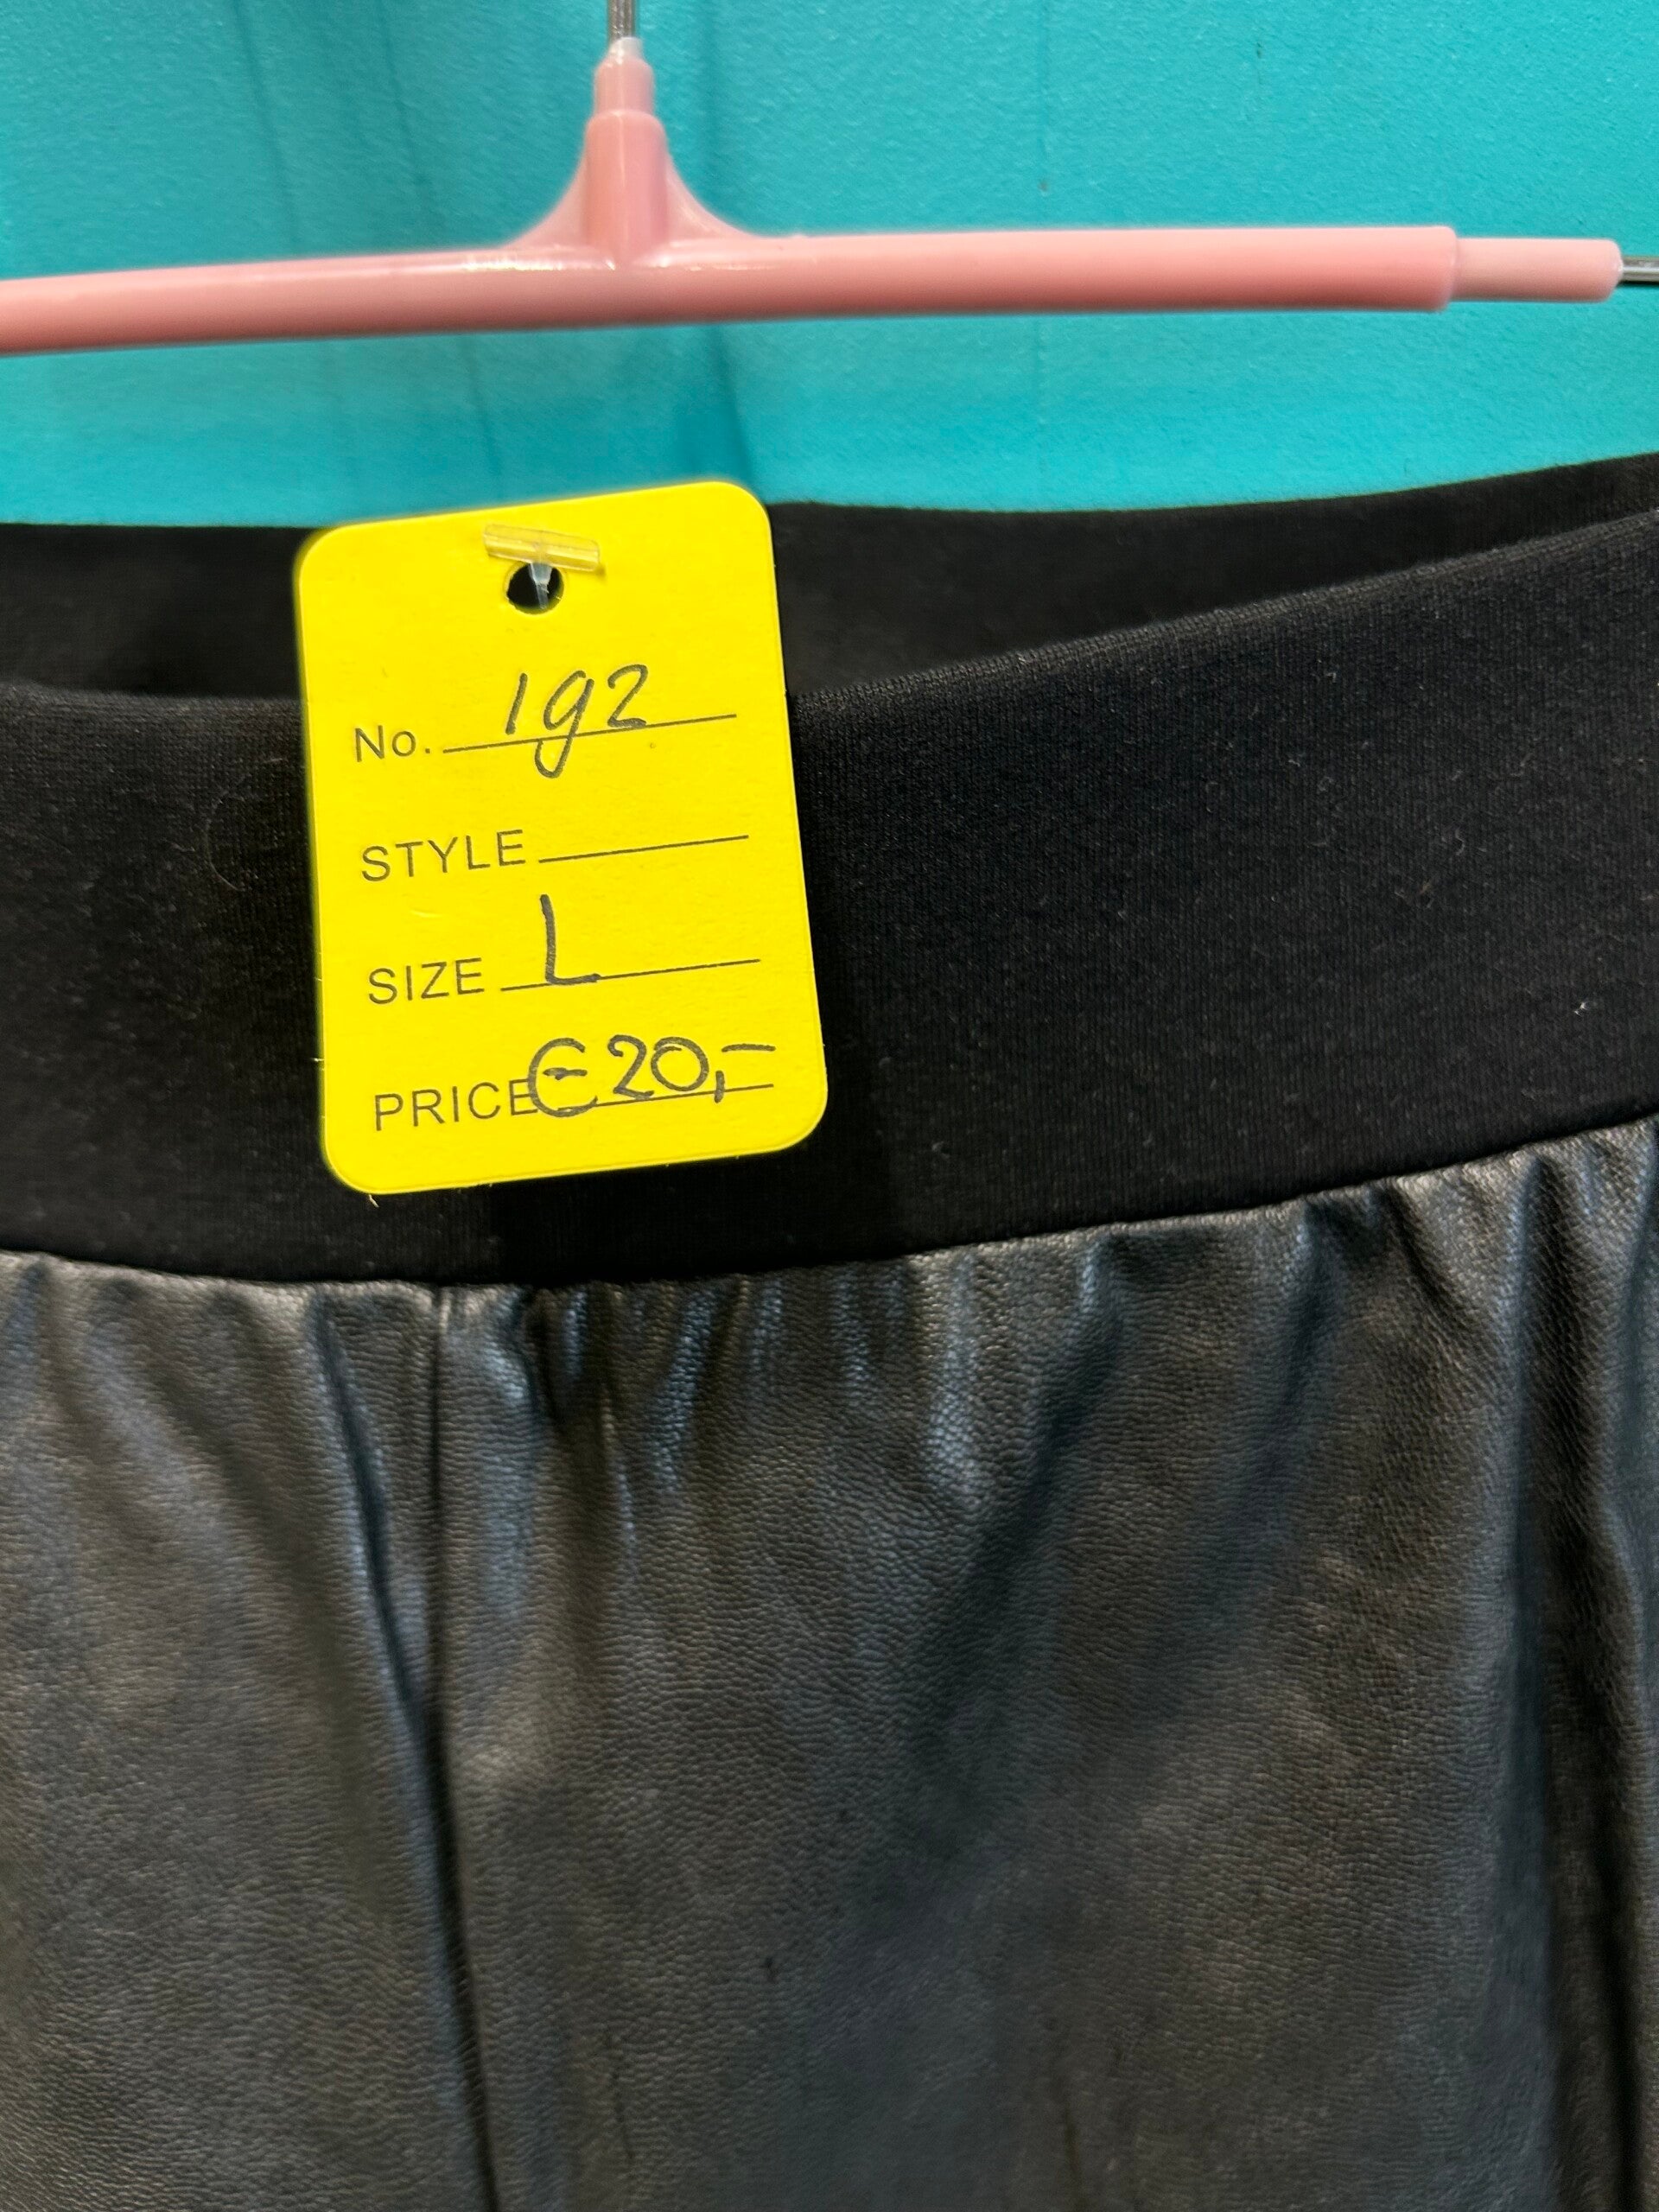 No. 192
STYLE
SIZE L
PRICE €20,-